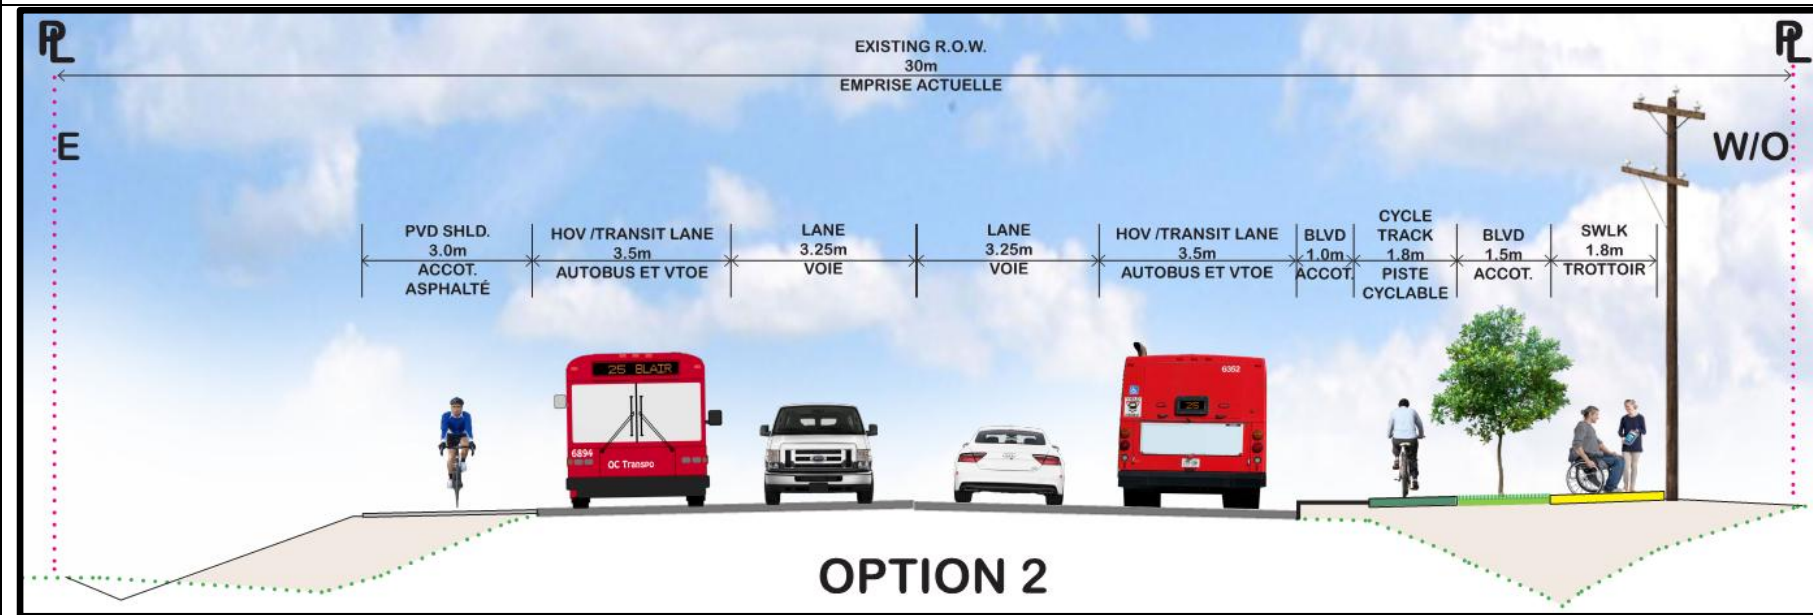 PL
PL
EXISTING R.O.W.
30m
EMPRISE ACTUELLE
E
W/O
PVD SHLD.
3.0m
ACCOT.
ASPHALTÉ
HOV /TRANSIT LANE
3.5m
AUTOBUS ET VTOE
LANE
3.25m
VOIE
LANE
3.25m
VOIE
HOV /TRANSIT LANE
3.5m
AUTOBUS ET VTOE
BLVD
1.0m
ACCOT.
CYCLE
TRACK
1.8m
PISTE
CYCLABLE
BLVD
1.5m
ACCOT.
SWLK
1.8m
TROTTOIR
25 BLAIR
6894
OC Transpo
6352
25
OPTION 2